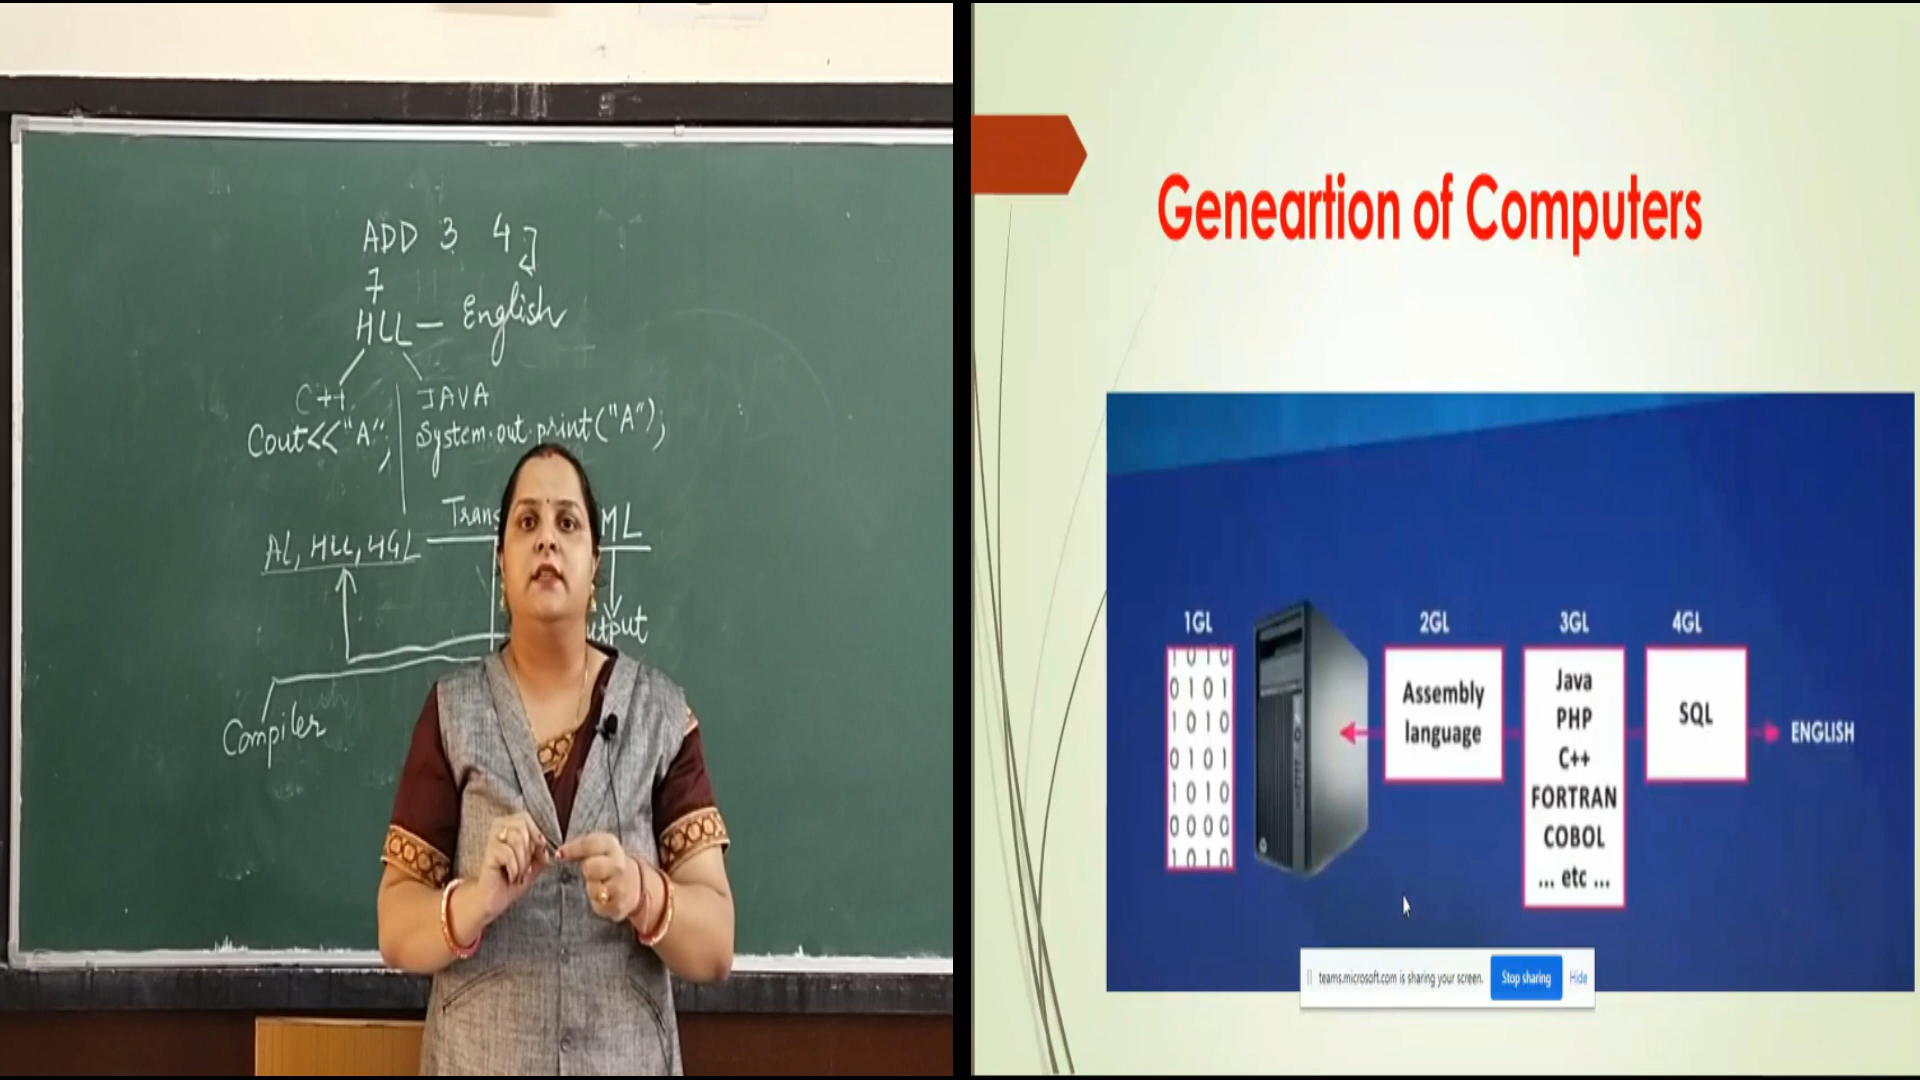 ADD 3 4
7
HLL — English
C++ JAVA
Cout<<"A"; System.out.print("A");
ML
AL, HLL, 4GL
Compiler
Geneartion of Computers
1GL 2GL 3GL 4GL
1010
0101
1010
0101
1010
0000
1010
Assembly
language
Java
PHP
C++
FORTRAN
COBOL
... etc ...
SQL
ENGLISH
teams.microsoft.com is sharing your screen. Stop sharing Hide